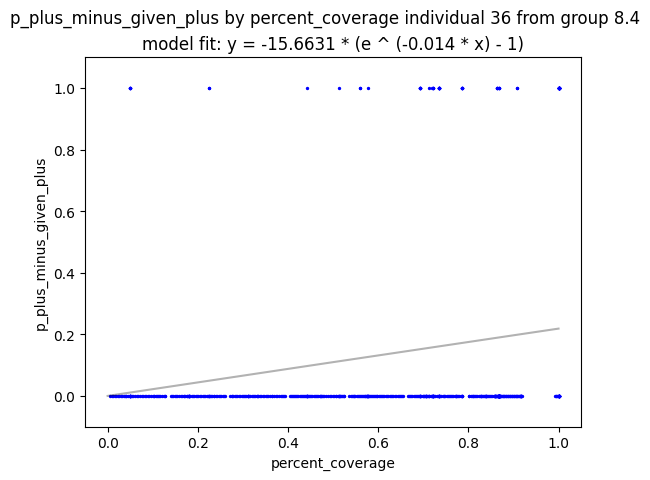 p_plus_minus_given_plus by percent_coverage individual 36 from group 8.4
model fit: y = -15.6631 * (e ^ (-0.014 * x) - 1)
1.0
0.8
0.6
0.4
0.2
0.0
p_plus_minus_given_plus
0.0 0.2 0.4 0.6 0.8 1.0
percent_coverage